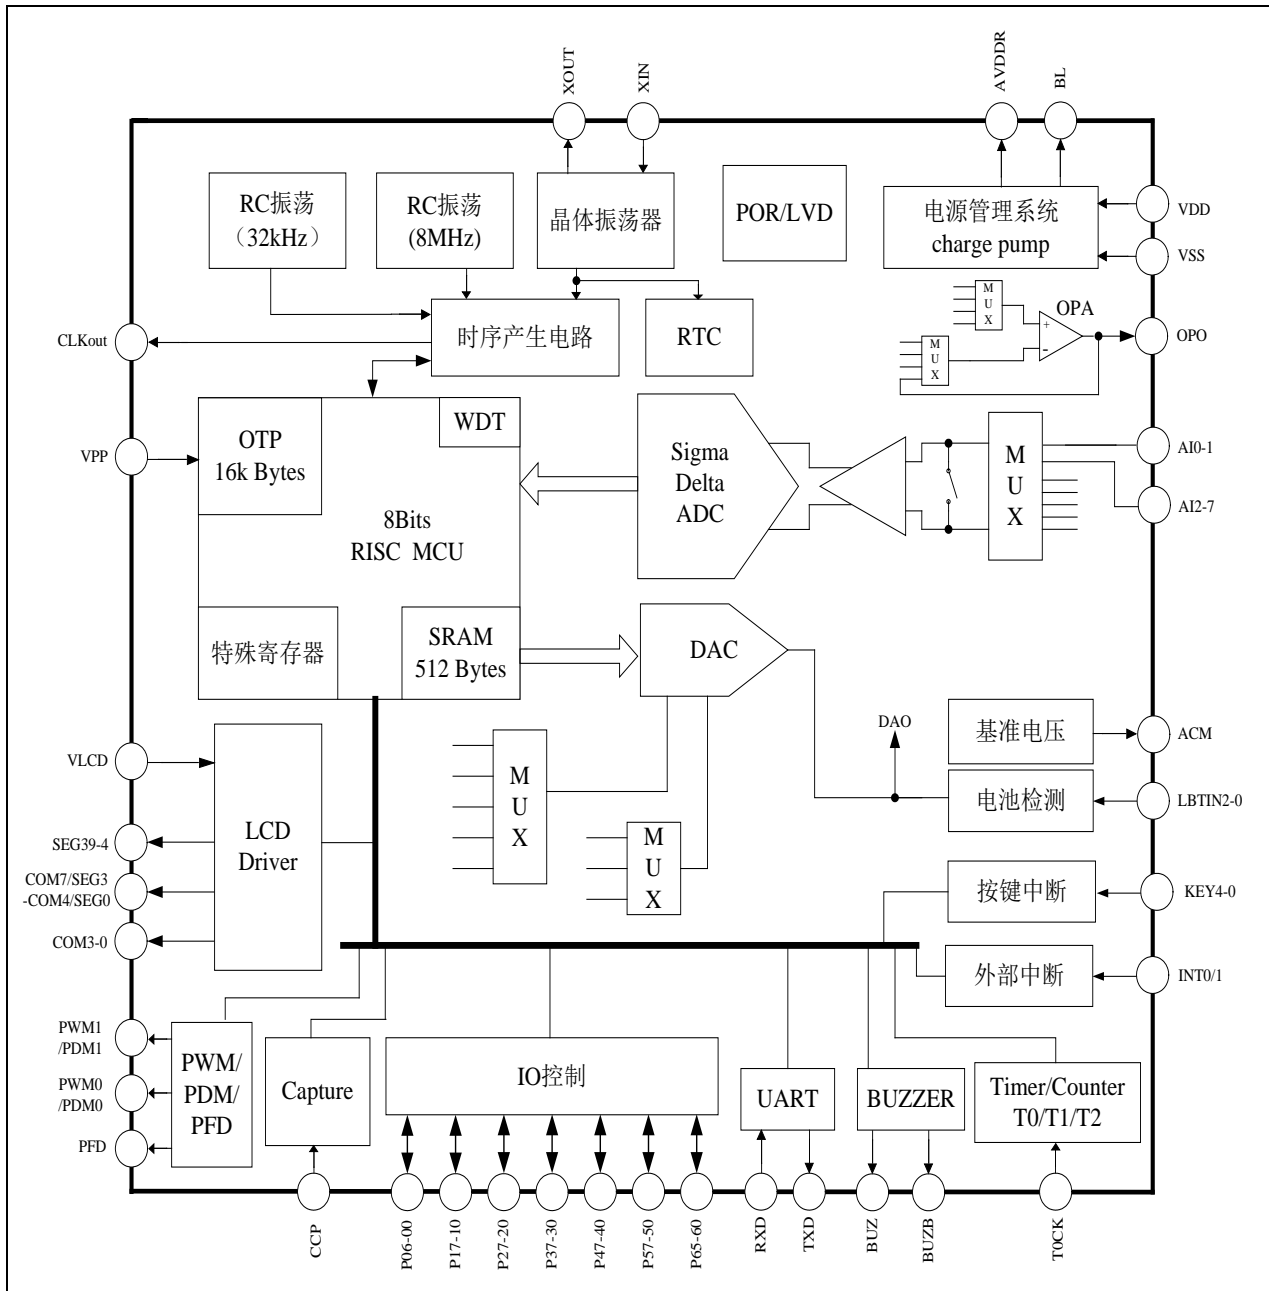 XOUT
XIN
AVDDR
BL
RC振荡
（32kHz）
RC振荡
(8MHz)
晶体振荡器
POR/LVD
电源管理系统
charge pump
VDD
VSS
CLKout
时序产生电路
RTC
M
U
X
M
U
X
OPA
+
-
OPO
VPP
OTP
16k Bytes
WDT
8Bits
RISC MCU
特殊寄存器
SRAM
512 Bytes
Sigma
Delta
ADC
M
U
X
AI0-1
AI2-7
DAC
DAO
基准电压
ACM
电池检测
LBTIN2-0
VLCD
SEG39-4
COM7/SEG3
-COM4/SEG0
COM3-0
LCD
Driver
M
U
X
M
U
X
按键中断
KEY4-0
外部中断
INT0/1
PWM1
/PDM1
PWM0
/PDM0
PFD
PWM/
PDM/
PFD
Capture
IO控制
UART
BUZZER
Timer/Counter
T0/T1/T2
CCP
P06-00
P17-10
P27-20
P37-30
P47-40
P57-50
P65-60
RXD
TXD
BUZ
BUZB
T0CK